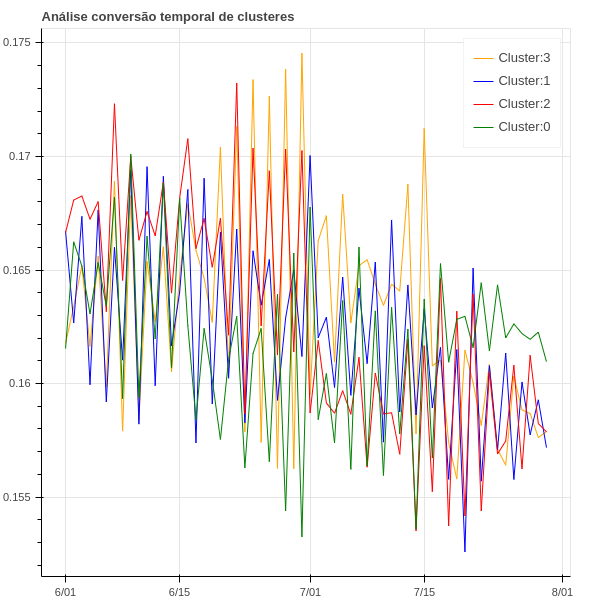 Análise conversão temporal de clusteres
0.175
0.17
0.165
0.16
0.155
Cluster:3
Cluster:1
Cluster:2
Cluster:0
6/01
6/15
7/01
7/15
8/01